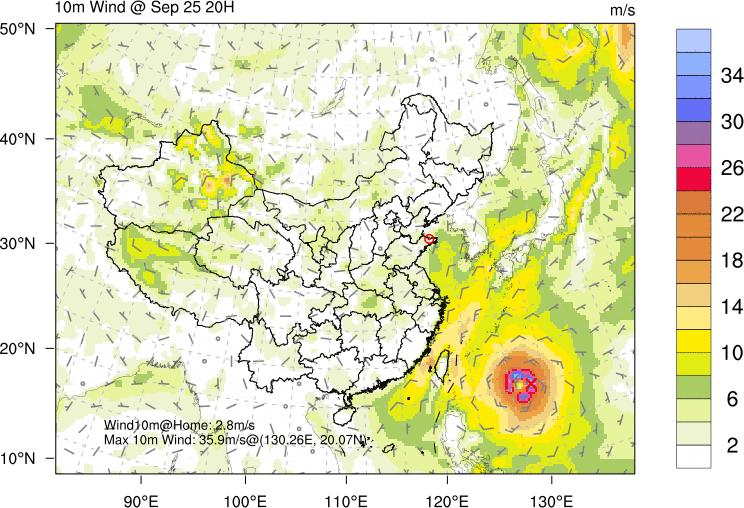 10m Wind @ Sep 25 20H
m/s
50°N
40°N
30°N
20°N
10°N
34
30
26
22
18
14
10
6
2
Wind10m@Home: 2.8m/s
Max 10m Wind: 35.9m/s@(130.26E, 20.07N)
90°E 100°E 110°E 120°E 130°E